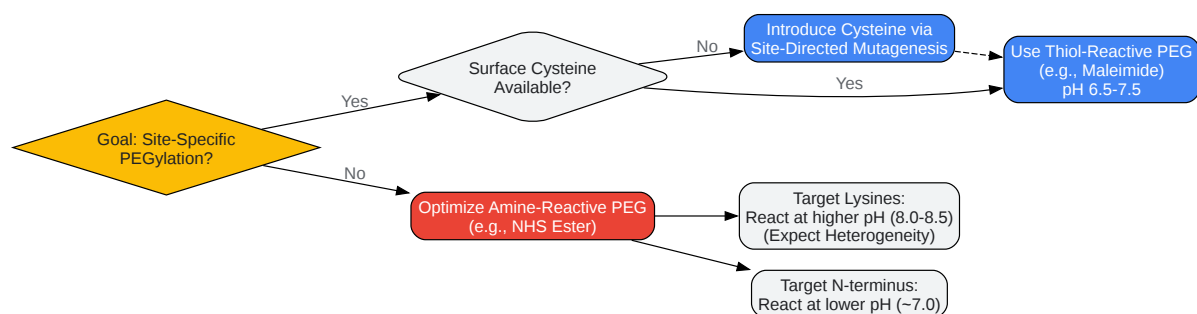 Goal: Site-Specific
PEGylation?
Yes
No
Surface Cysteine
Available?
No
Yes
Introduce Cysteine via
Site-Directed Mutagenesis
Use Thiol-Reactive PEG
(e.g., Maleimide)
pH 6.5-7.5
Optimize Amine-Reactive PEG
(e.g., NHS Ester)
Target Lysines:
React at higher pH (8.0-8.5)
(Expect Heterogeneity)
Target N-terminus:
React at lower pH (~7.0)